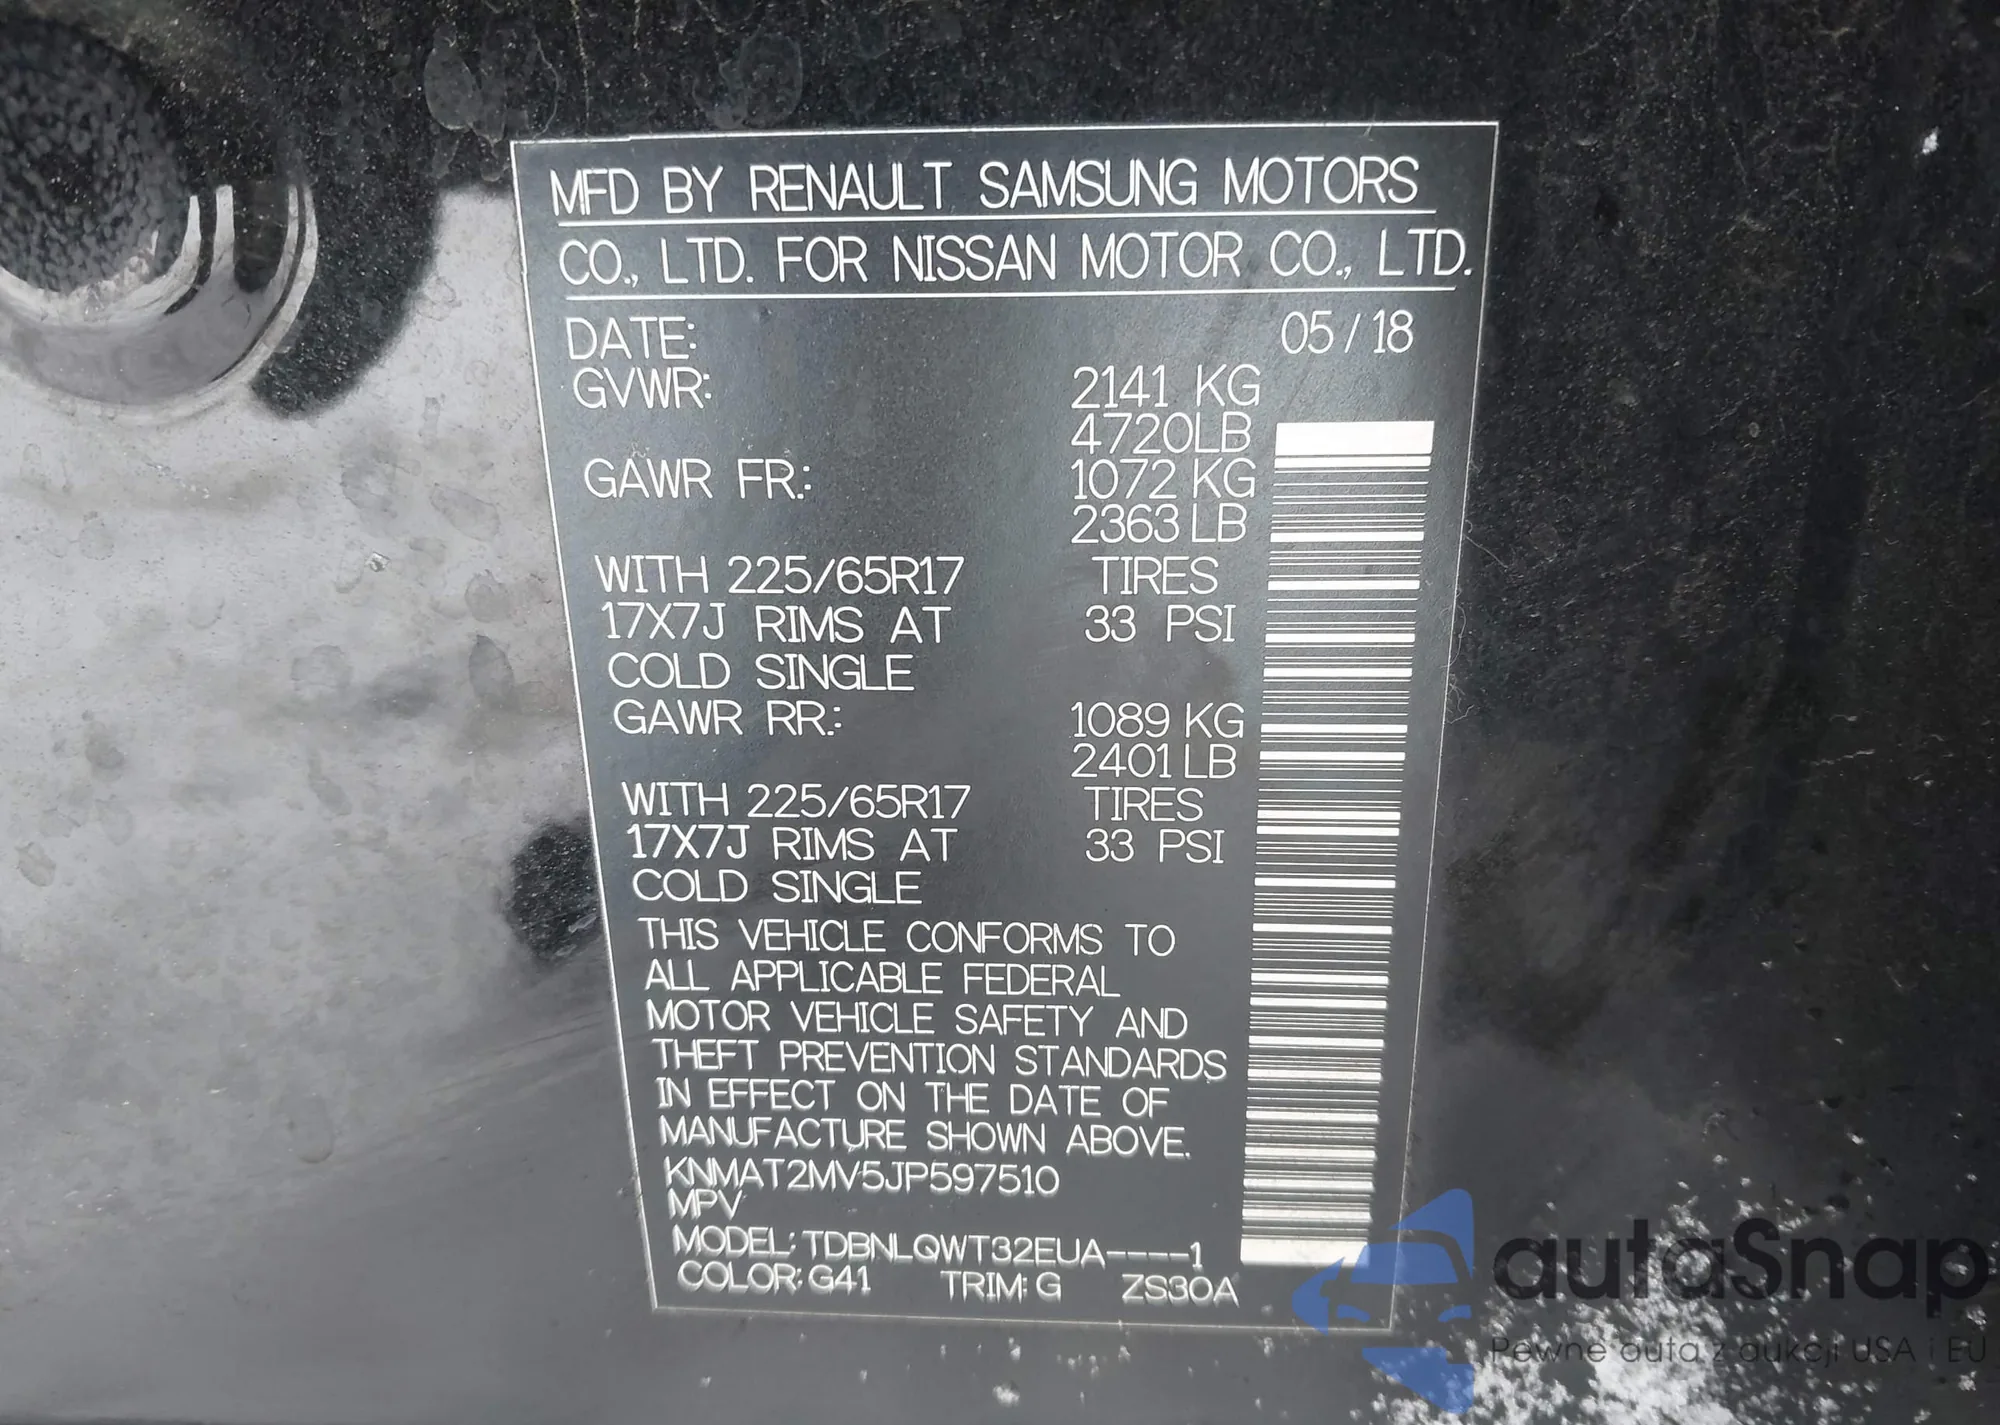 MFD BY RENAULT SAMSUNG MOTORS
CO., LTD. FOR NISSAN MOTOR CO., LTD.
DATE: 05/18
GVWR: 2141 KG
4720LB
GAWR FR.: 1072 KG
2363 LB
WITH 225/65R17 TIRES
17X7J RIMS AT 33 PSI
COLD SINGLE
GAWR RR.: 1089 KG
2401 LB
WITH 225/65R17 TIRES
17X7J RIMS AT 33 PSI
COLD SINGLE
THIS VEHICLE CONFORMS TO
ALL APPLICABLE FEDERAL
MOTOR VEHICLE SAFETY AND
THEFT PREVENTION STANDARDS
IN EFFECT ON THE DATE OF
MANUFACTURE SHOWN ABOVE.
KNMAT2MV5JP597510
MPV
MODEL: TDBNLQWT32EUA----1
COLOR: G41 TRIM: G ZS30A
autaSnap
Pewne auta z aukcji USA i EU